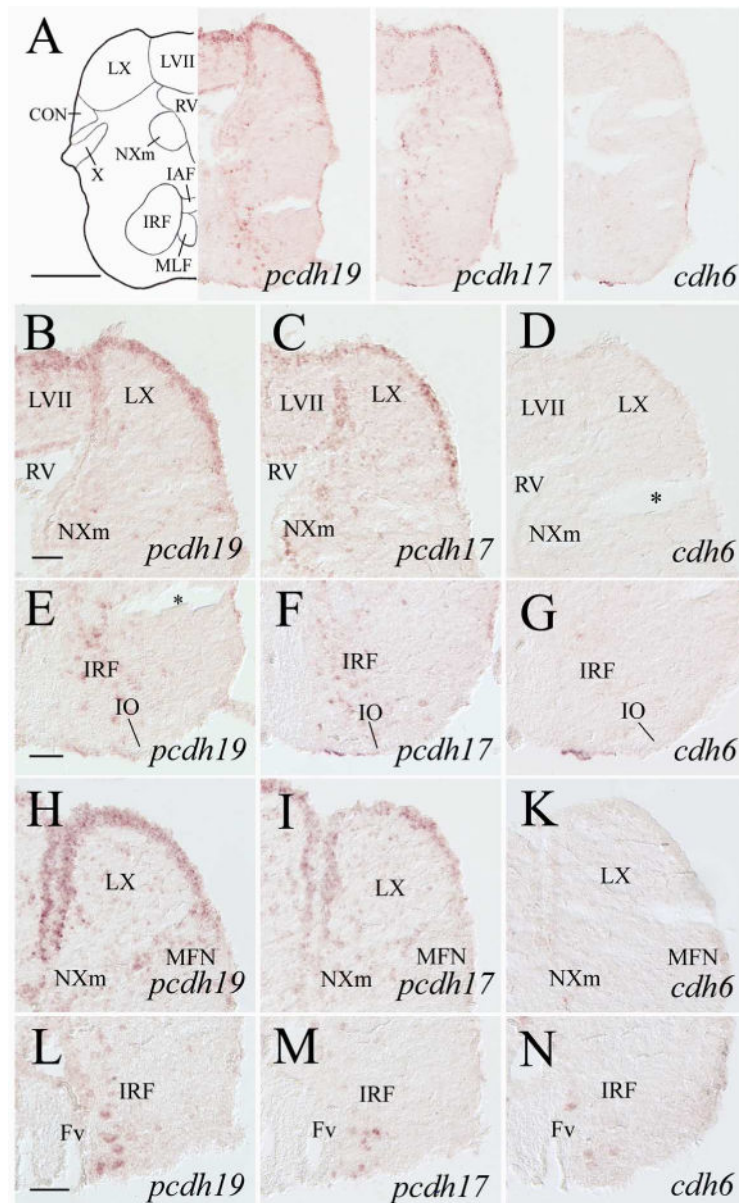 A
LX
LVII
CON
RV
NXm
X
IAF
IRF
MLF
pcdh19
pcdh17
cdh6
B
LVII
LX
RV
NXm
pcdh19
C
LVII
LX
RV
NXm
pcdh17
D
LVII
LX
RV
*
NXm
cdh6
E
*
IRF
IO
pcdh19
F
IRF
IO
pcdh17
G
IRF
IO
cdh6
H
LX
MFN
NXm
pcdh19
I
LX
MFN
NXm
pcdh17
K
LX
MFN
NXm
cdh6
L
IRF
Fv
pcdh19
M
IRF
Fv
pcdh17
N
IRF
Fv
cdh6